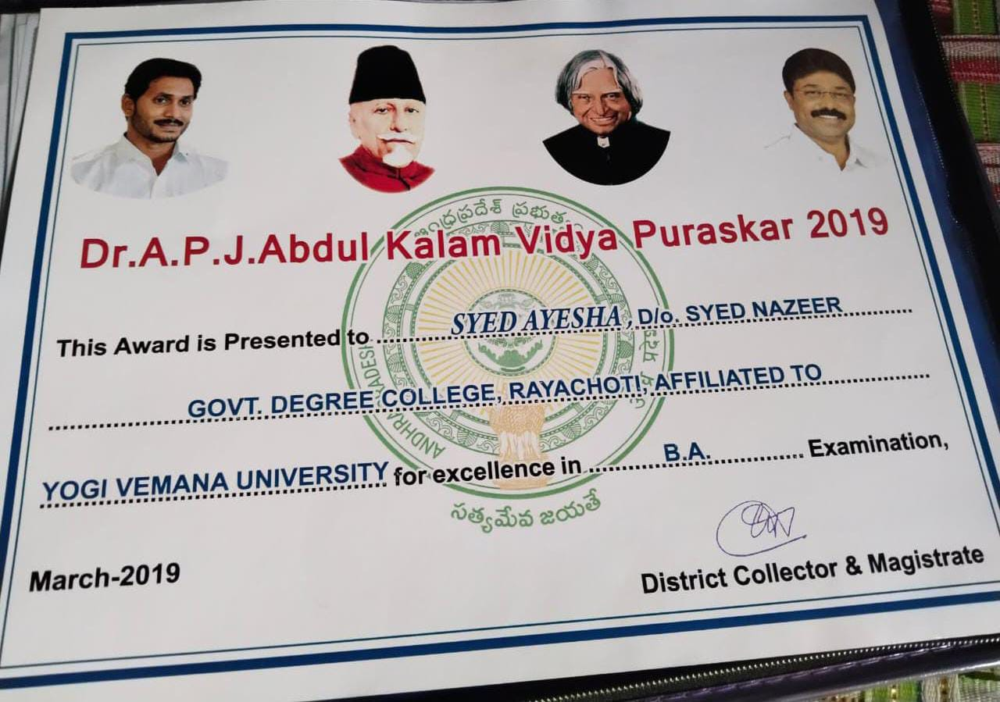 ఆంధ్రప్రదేశ్ ప్రభుత్వ
Dr.A.P.J.Abdul Kalam Vidya Puraskar 2019
This Award is Presented to ........ SYED AYESHA , D/o. SYED NAZEER ........
........ GOVT. DEGREE COLLEGE, RAYACHOTI, AFFILIATED TO ........
YOGI VEMANA UNIVERSITY for excellence in ........ B.A. ........ Examination,
ANDHRA PRADESH
సత్యమేవ జయతే
March-2019
District Collector & Magistrate